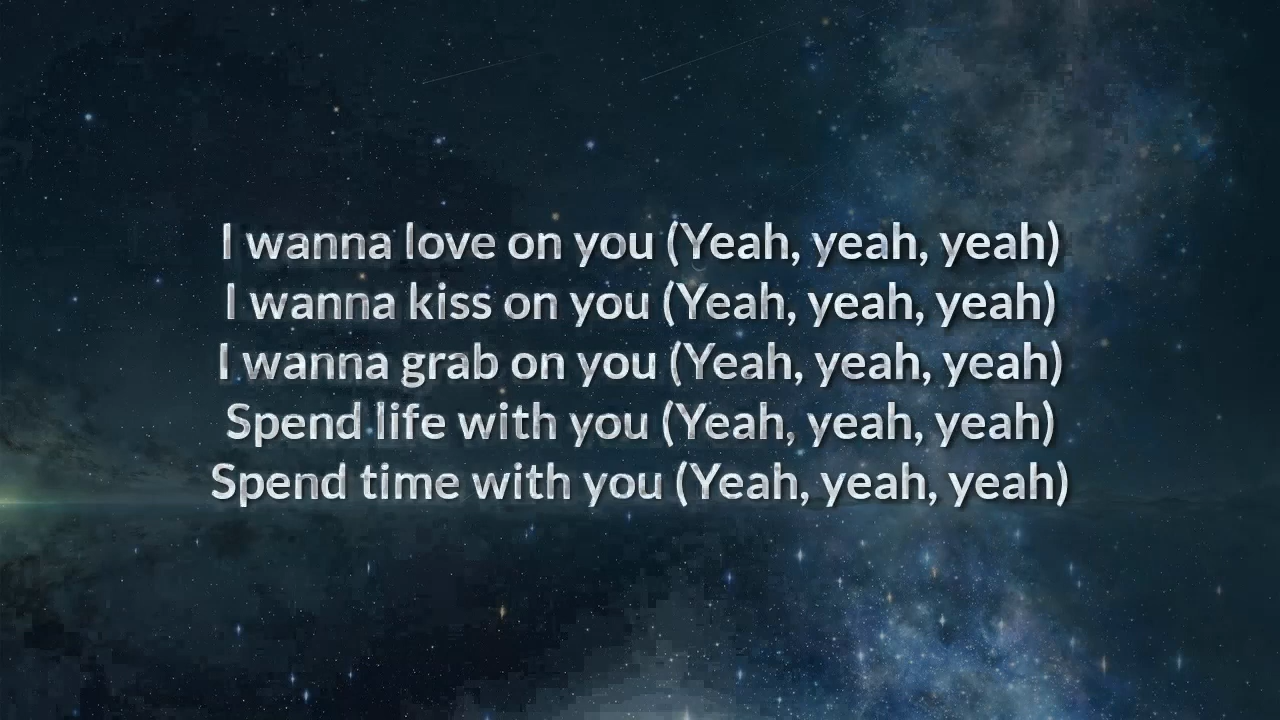 I wanna love on you (Yeah, yeah, yeah)
I wanna kiss on you (Yeah, yeah, yeah)
I wanna grab on you (Yeah, yeah, yeah)
Spend life with you (Yeah, yeah, yeah)
Spend time with you (Yeah, yeah, yeah)